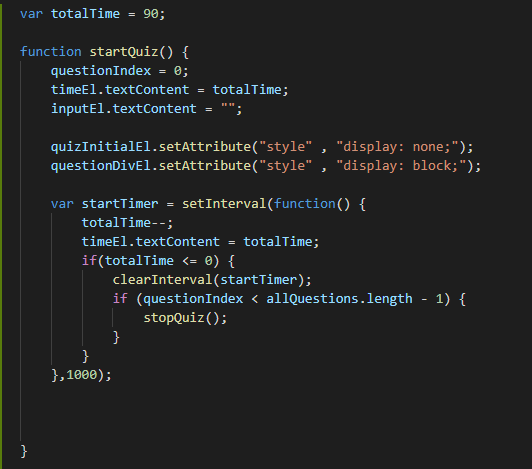 var totalTime = 90;
function startQuiz() {
questionIndex = 0;
timeEl.textContent = totalTime;
inputEl.textContent = "";
quizInitialEl.setAttribute("style" , "display: none;");
questionDivEl.setAttribute("style" , "display: block;");
var startTimer = setInterval(function() {
totalTime--;
timeEl.textContent = totalTime;
if(totalTime <= 0) {
clearInterval(startTimer);
if (questionIndex < allQuestions.length - 1) {
stopQuiz();
}
}
},1000);
}